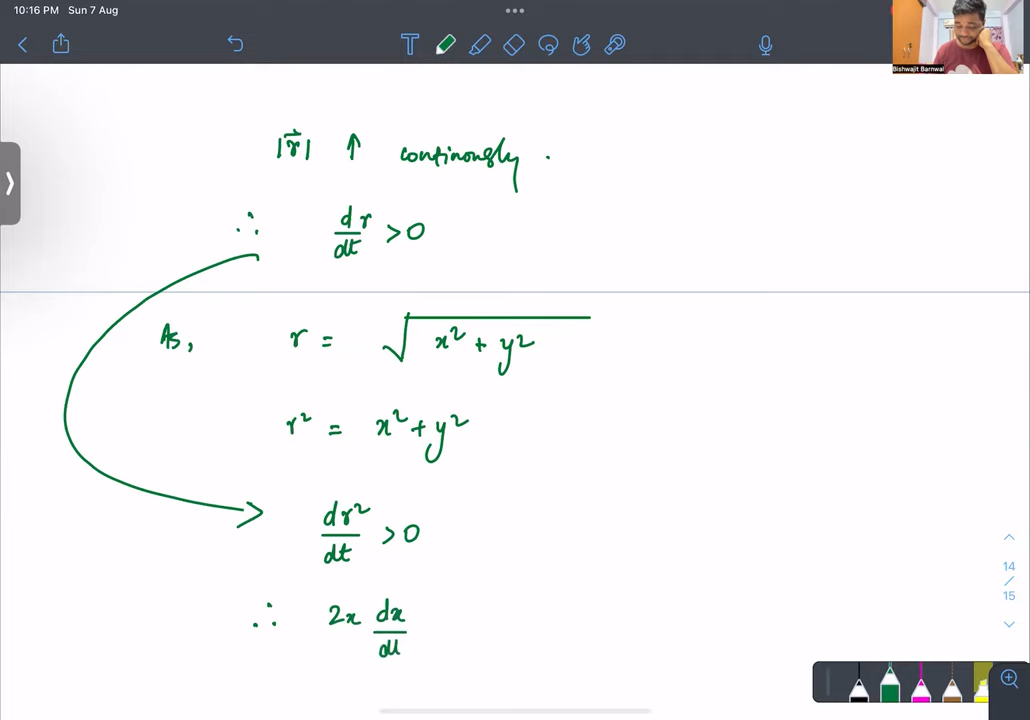 10:16 PM Sun 7 Aug
Bishwajit Barnwal
|r⃗| ↑ continously .
∴ dr/dt > 0
As, r = √(x² + y²)
r² = x² + y²
dr²/dt > 0
∴ 2x dx/dt
14
/
15